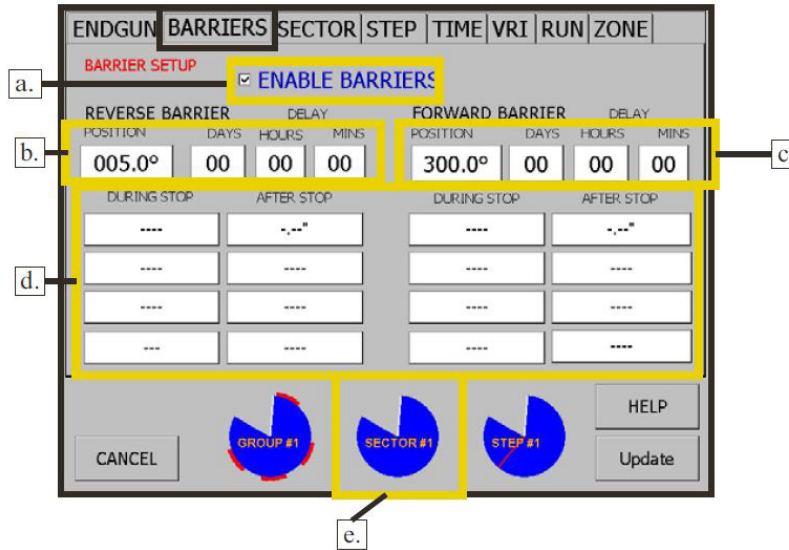 ENDGUN BARRIERS SECTOR STEP TIME VRI RUN ZONE
BARRIER SETUP
a.
ENABLE BARRIERS
REVERSE BARRIER DELAY FORWARD BARRIER DELAY
POSITION DAYS HOURS MINS POSITION DAYS HOURS MINS
b.
005.0° 00 00 00 300.0° 00 00 00
c
DURING STOP AFTER STOP DURING STOP AFTER STOP
---- -.--" ---- -.--"
d.
---- ---- ---- ----
---- ---- ---- ----
--- ---- ---- ----
HELP
GROUP #1 SECTOR #1 STEP #1
CANCEL Update
e.